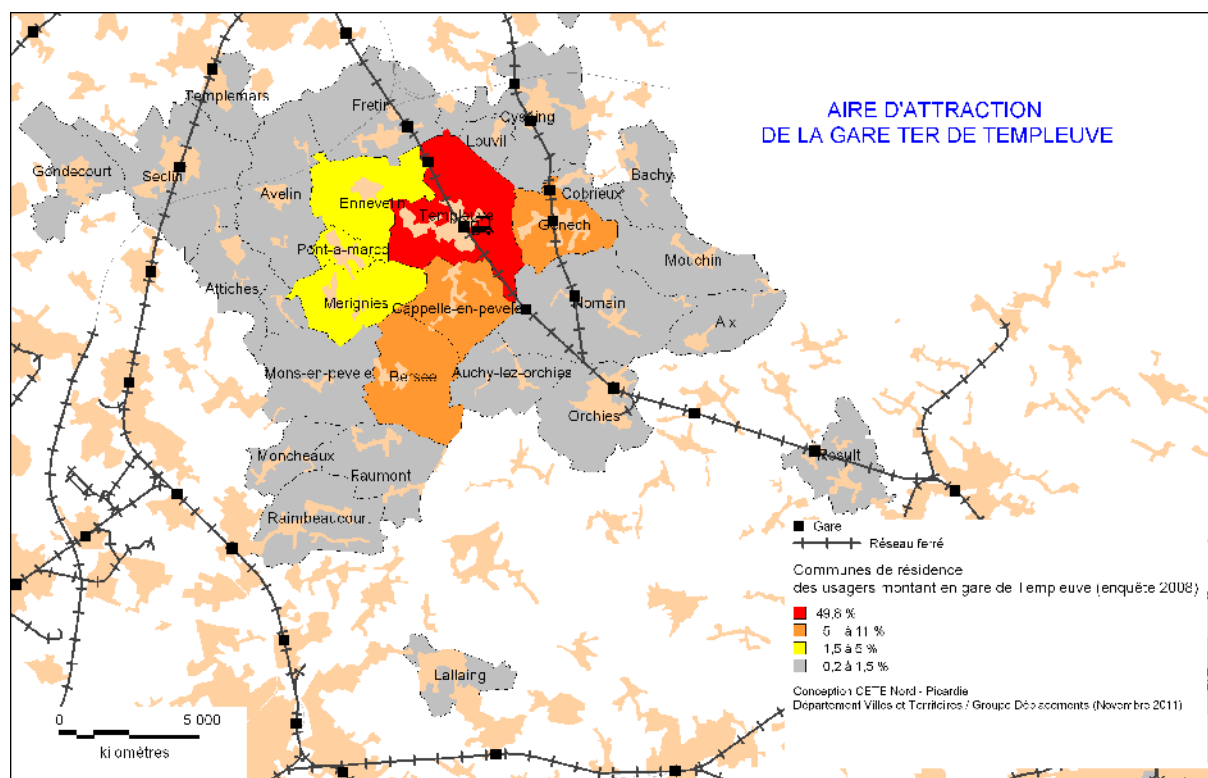 AIRE D'ATTRACTION
DE LA GARE TER DE TEMPLEUVE
Templemars
Fretin
Cysoing
Louvil
Gondecourt
Seclin
Avelin
Ennevelin
Cobrieux
Bachy
Templeuve
Genech
Pont-a-marcq
Mouchin
Attiches
Merignies
Cappelle-en-pevele
Nomain
Aix
Mons-en-pevele
Bersee
Auchy-lez-orchies
Orchies
Moncheaux
Faumont
Rosult
Raimbeaucourt
Lallaing
Gare
Réseau ferré
Communes de résidence
des usagers montant en gare de Templeuve (enquête 2008)
49,8 %
5 à 11 %
1,5 à 5 %
0,2 à 1,5 %
Conception CETE Nord - Picardie
Département Villes et Territoires / Groupe Déplacements (Novembre 2011)
0 5 000
kilomètres